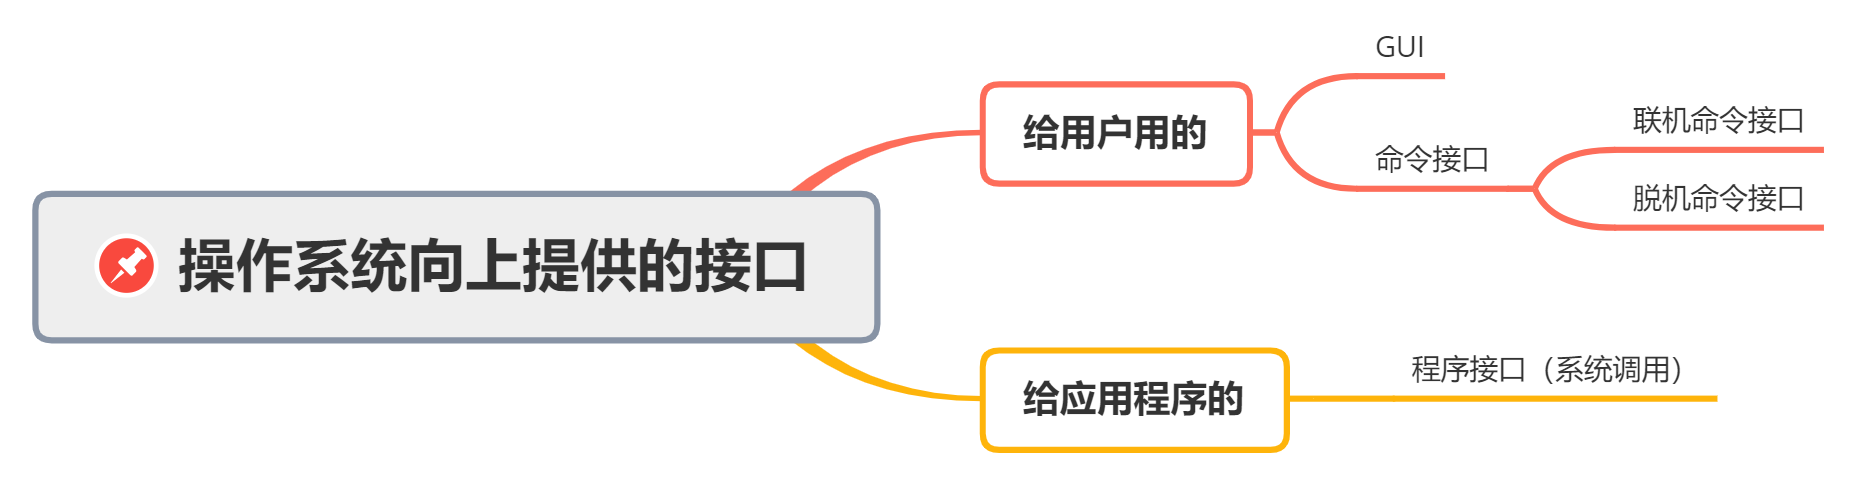 操作系统向上提供的接口
给用户用的
GUI
命令接口
联机命令接口
脱机命令接口
给应用程序的
程序接口（系统调用）